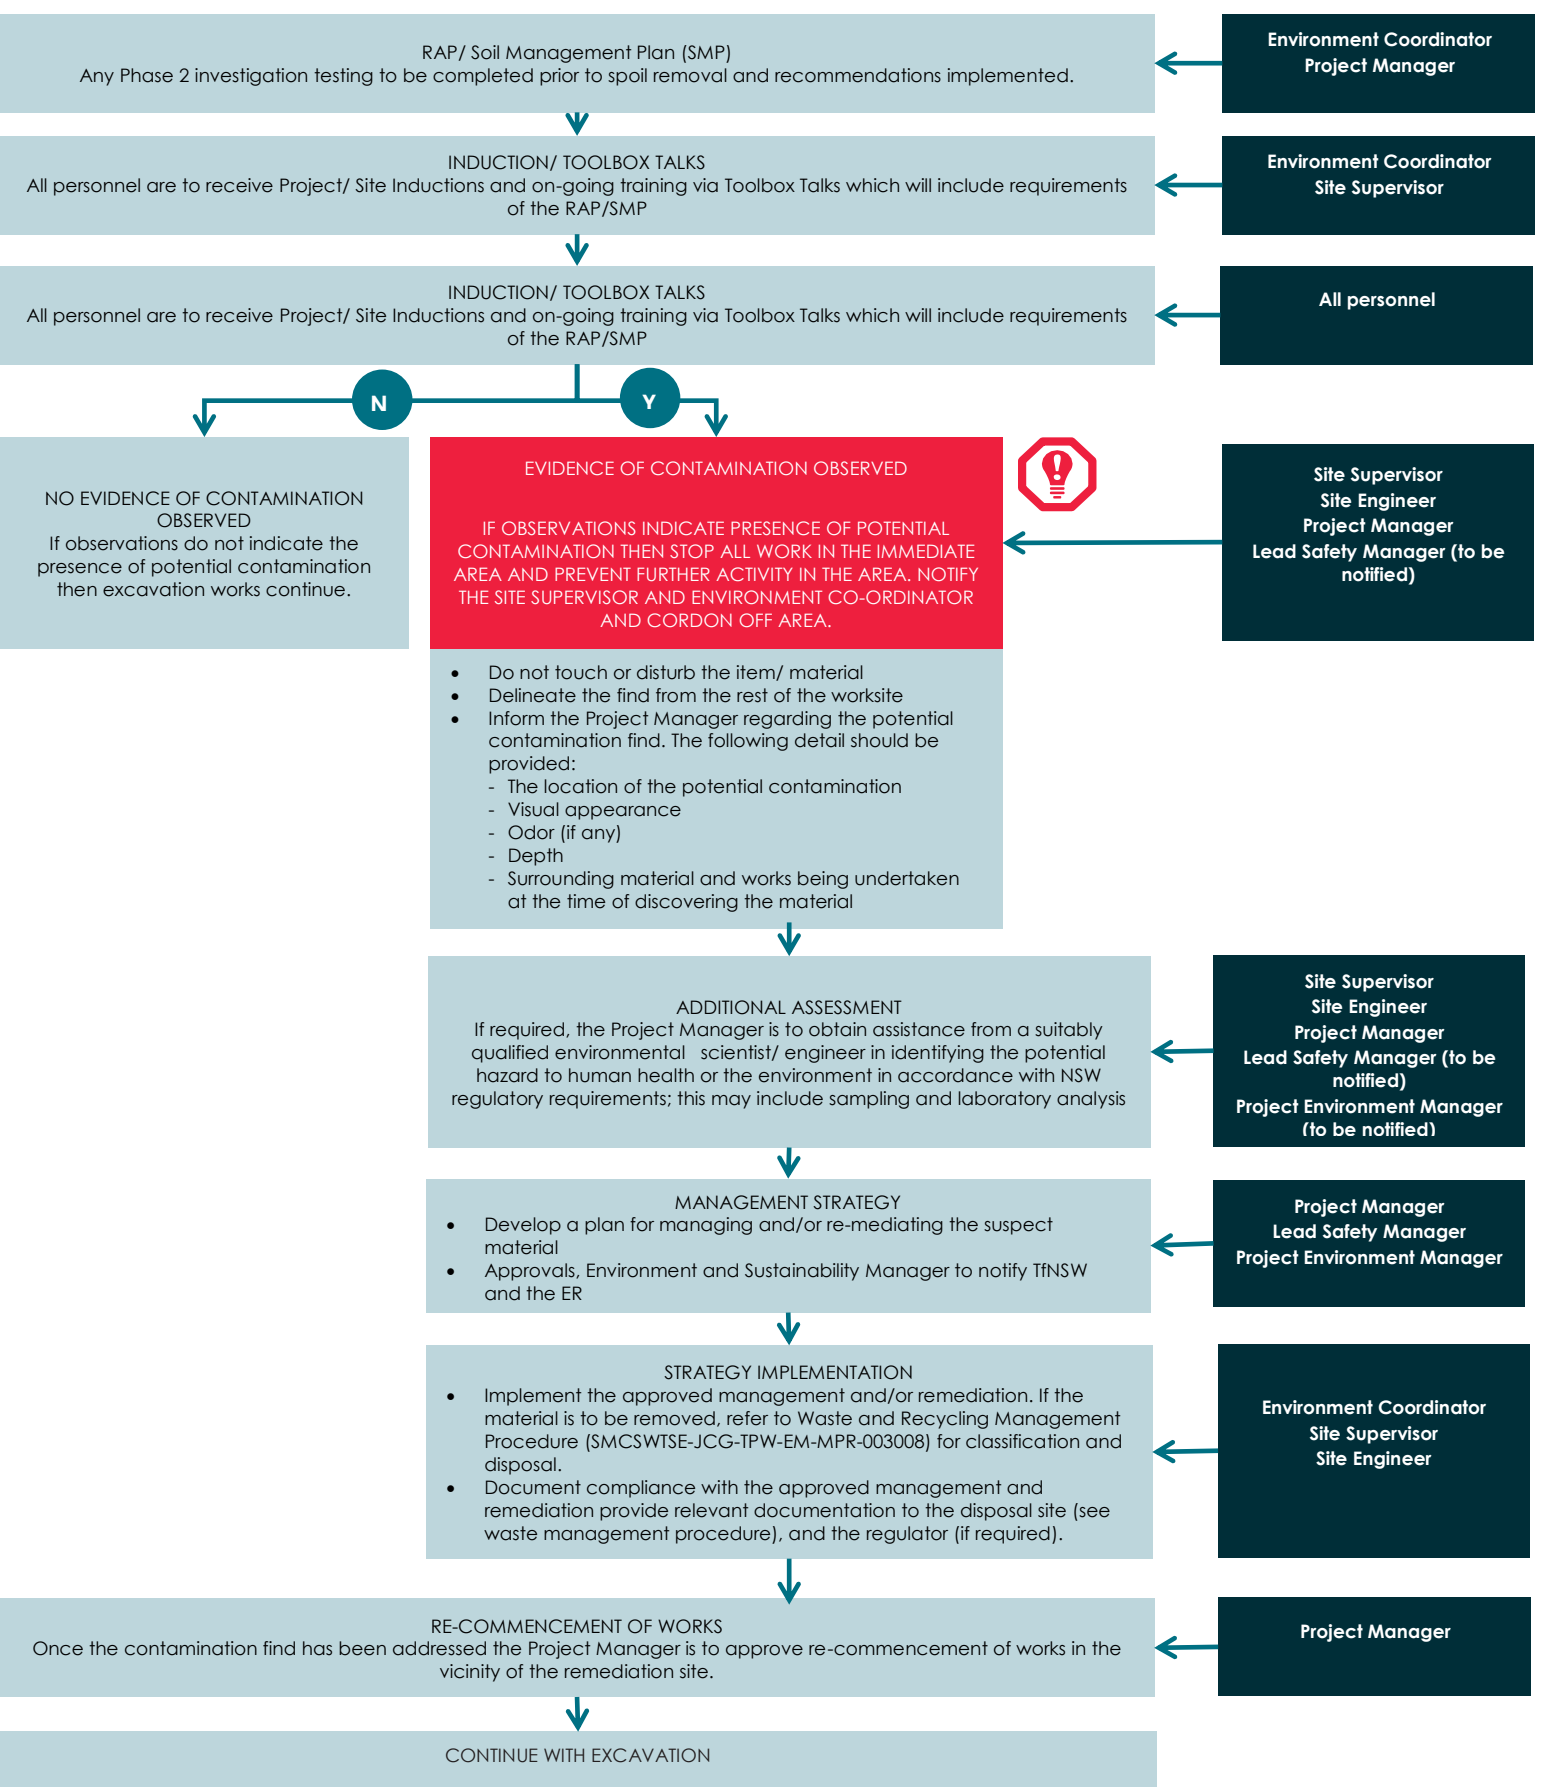 RAP/ Soil Management Plan (SMP)
Any Phase 2 investigation testing to be completed prior to spoil removal and recommendations implemented.
Environment Coordinator
Project Manager
INDUCTION/ TOOLBOX TALKS
All personnel are to receive Project/ Site Inductions and on-going training via Toolbox Talks which will include requirements
of the RAP/SMP
Environment Coordinator
Site Supervisor
INDUCTION/ TOOLBOX TALKS
All personnel are to receive Project/ Site Inductions and on-going training via Toolbox Talks which will include requirements
of the RAP/SMP
All personnel
N
Y
NO EVIDENCE OF CONTAMINATION
OBSERVED
If observations do not indicate the
presence of potential contamination
then excavation works continue.
EVIDENCE OF CONTAMINATION OBSERVED
IF OBSERVATIONS INDICATE PRESENCE OF POTENTIAL
CONTAMINATION THEN STOP ALL WORK IN THE IMMEDIATE
AREA AND PREVENT FURTHER ACTIVITY IN THE AREA. NOTIFY
THE SITE SUPERVISOR AND ENVIRONMENT CO-ORDINATOR
AND CORDON OFF AREA.
Site Supervisor
Site Engineer
Project Manager
Lead Safety Manager (to be
notified)
• Do not touch or disturb the item/ material
• Delineate the find from the rest of the worksite
• Inform the Project Manager regarding the potential
contamination find. The following detail should be
provided:
- The location of the potential contamination
- Visual appearance
- Odor (if any)
- Depth
- Surrounding material and works being undertaken
at the time of discovering the material
ADDITIONAL ASSESSMENT
If required, the Project Manager is to obtain assistance from a suitably
qualified environmental scientist/ engineer in identifying the potential
hazard to human health or the environment in accordance with NSW
regulatory requirements; this may include sampling and laboratory analysis
Site Supervisor
Site Engineer
Project Manager
Lead Safety Manager (to be
notified)
Project Environment Manager
(to be notified)
MANAGEMENT STRATEGY
• Develop a plan for managing and/or re-mediating the suspect
material
• Approvals, Environment and Sustainability Manager to notify TfNSW
and the ER
Project Manager
Lead Safety Manager
Project Environment Manager
STRATEGY IMPLEMENTATION
• Implement the approved management and/or remediation. If the
material is to be removed, refer to Waste and Recycling Management
Procedure (SMCSWTSE-JCG-TPW-EM-MPR-003008) for classification and
disposal.
• Document compliance with the approved management and
remediation provide relevant documentation to the disposal site (see
waste management procedure), and the regulator (if required).
Environment Coordinator
Site Supervisor
Site Engineer
RE-COMMENCEMENT OF WORKS
Once the contamination find has been addressed the Project Manager is to approve re-commencement of works in the
vicinity of the remediation site.
Project Manager
CONTINUE WITH EXCAVATION